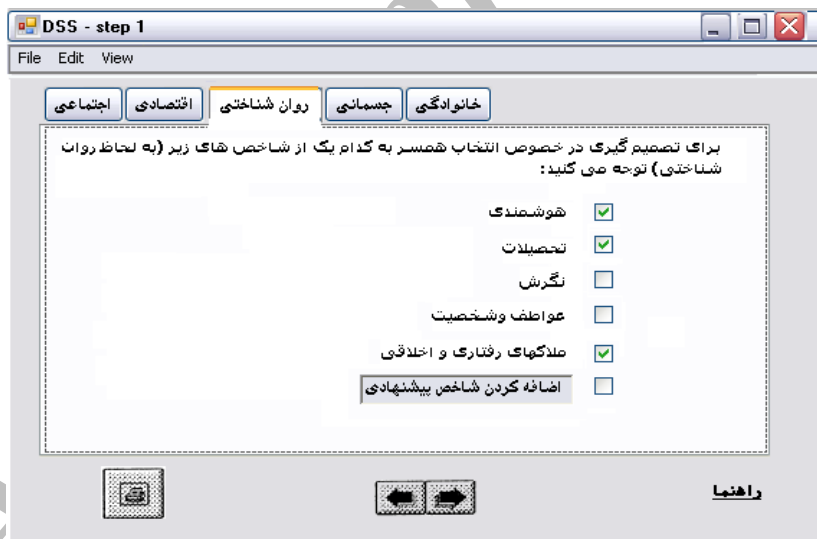 DSS - step 1
File Edit View
خانوادگی جسمانی روان شناختی اقتصادی اجتماعی
برای تصمیم گیری در خصوص انتخاب همسر به کدام یک از شاخص های زیر (به لحاظ روان
شناختی) توجه می کنید:
هوشمندی
تحصیلات
نگرش
عواطف وشخصیت
ملاکهای رفتاری و اخلاقی
اضافه کردن شاخص پیشنهادی
راهنما